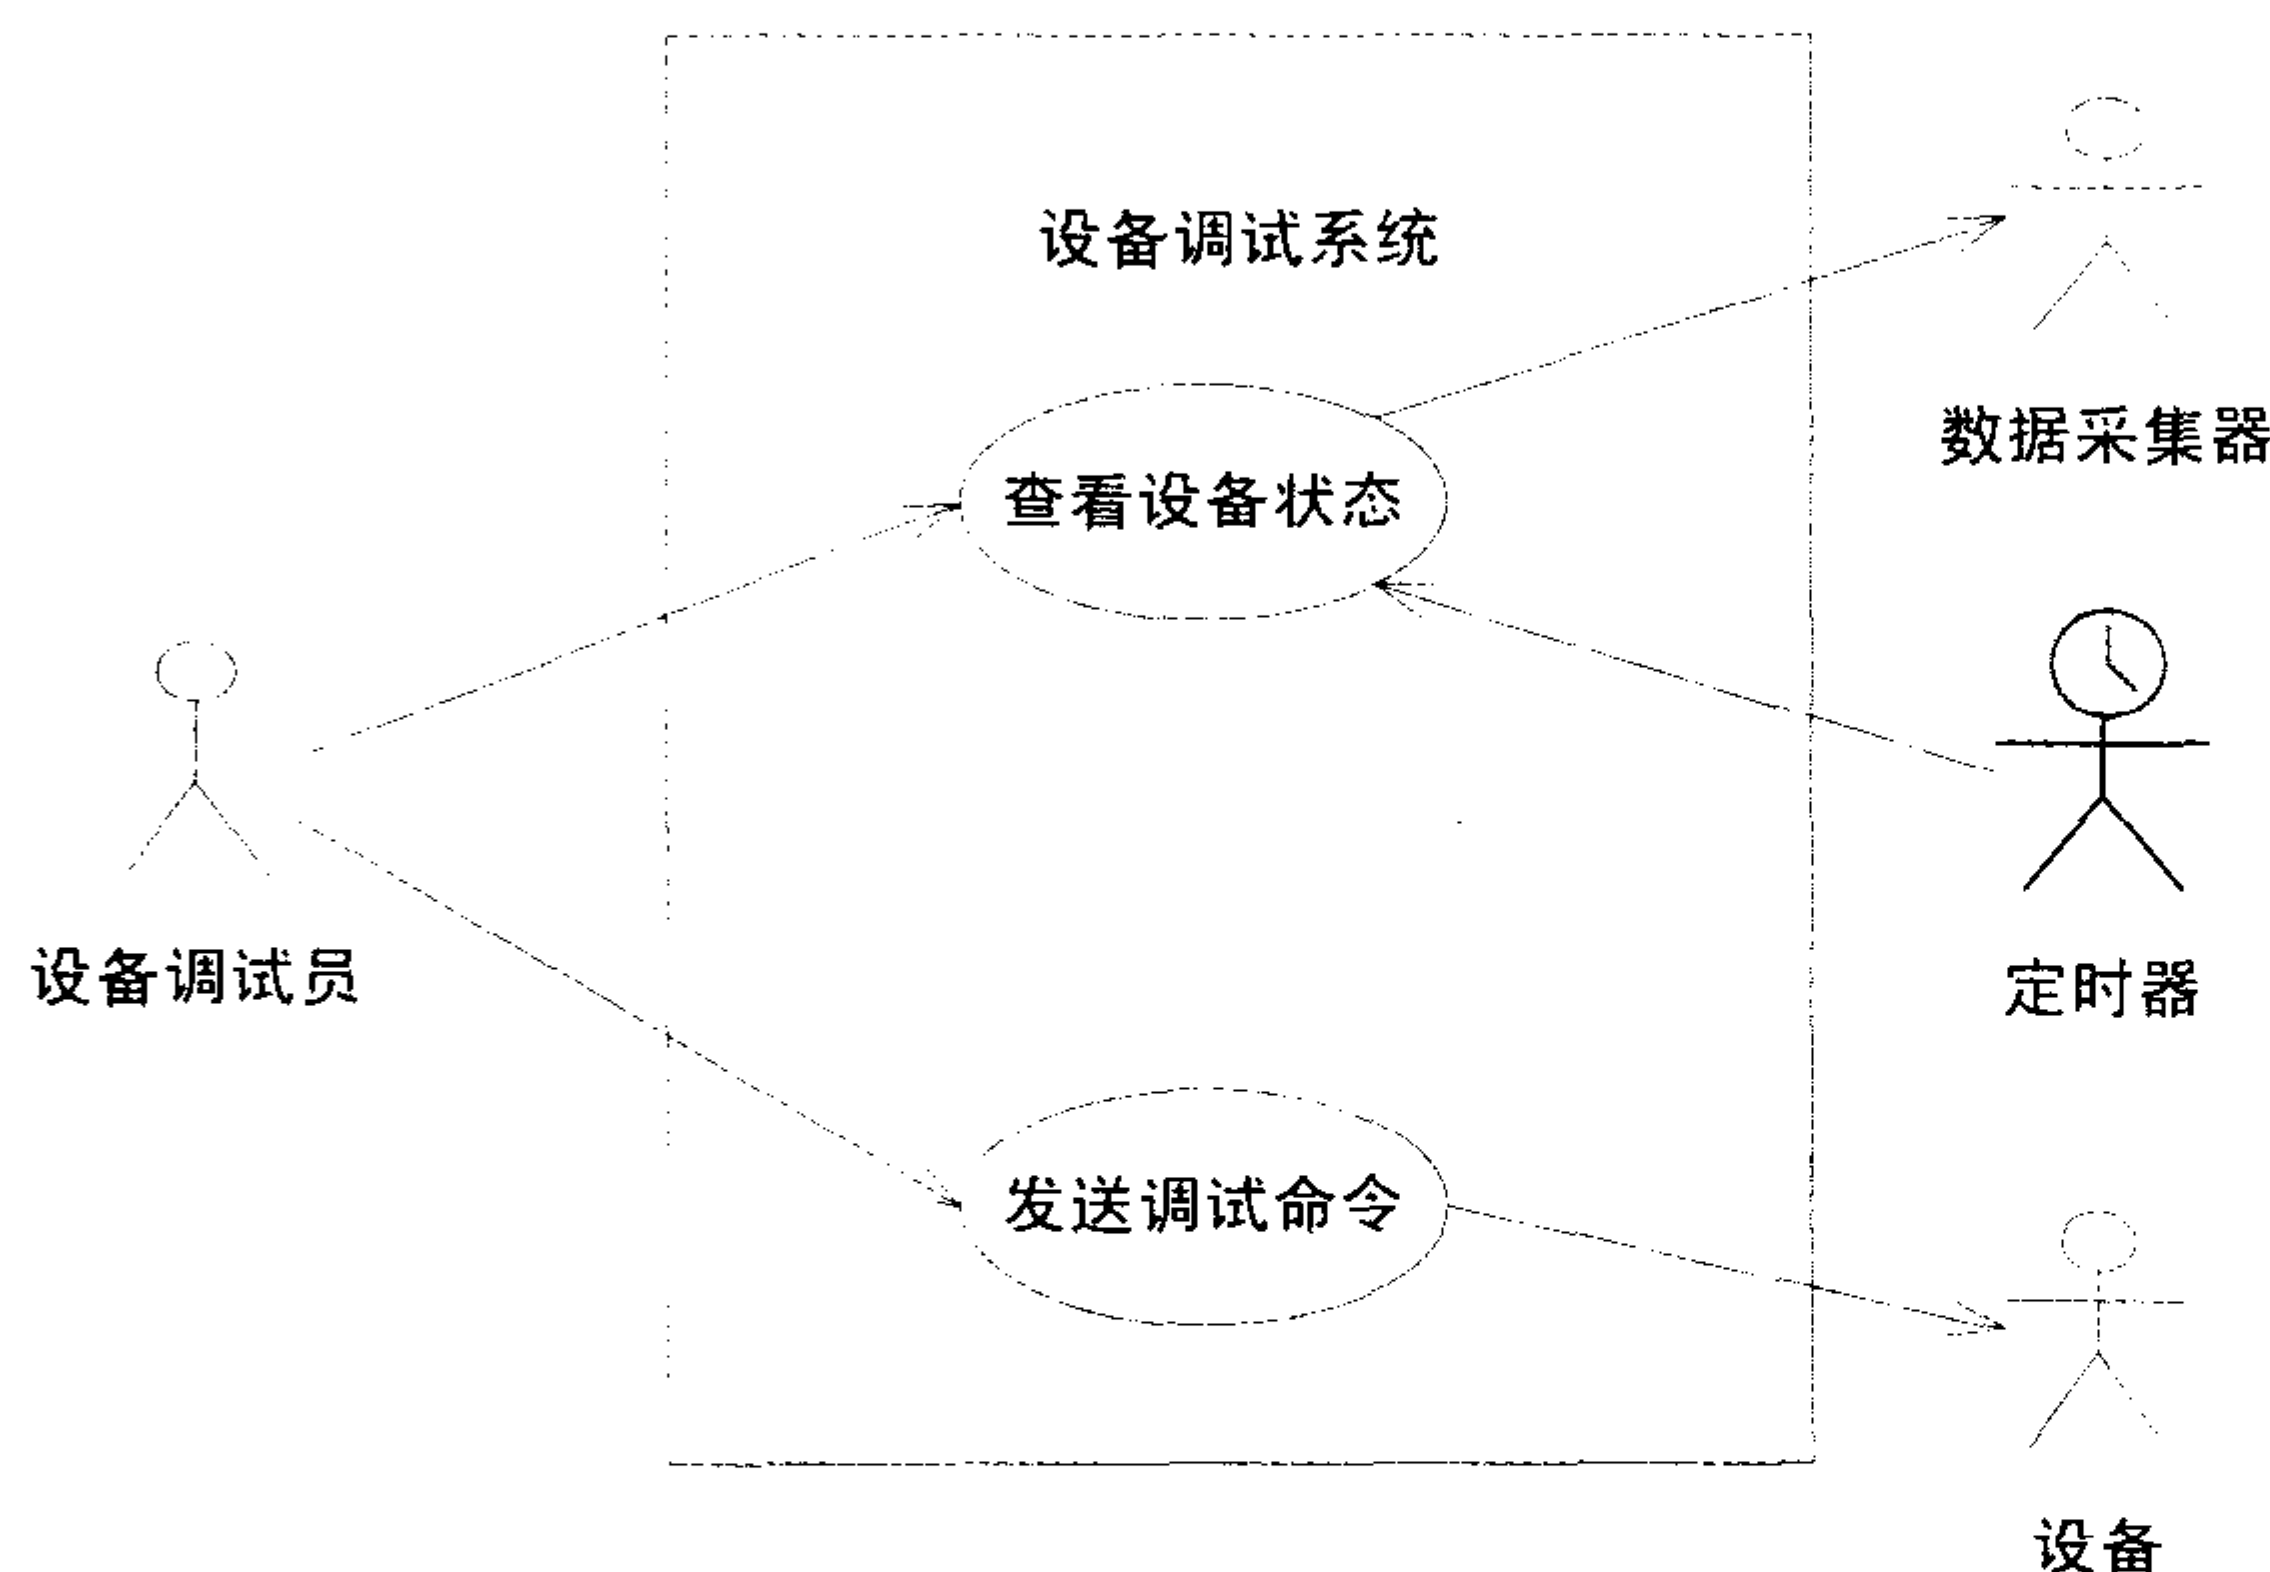 设备调试系统
数据采集器
查看设备状态
设备调试员
定时器
发送调试命令
设备